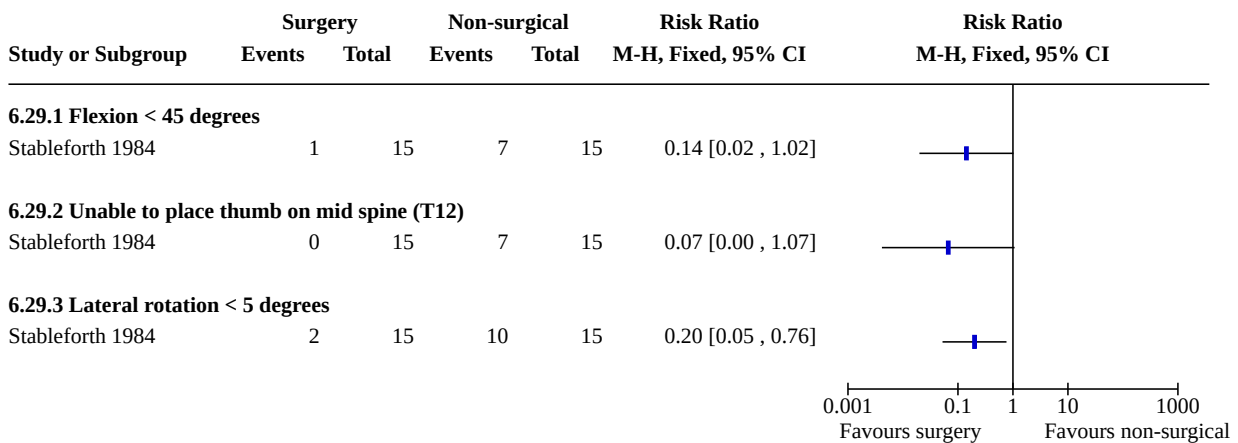 Surgery Non-surgical Risk Ratio Risk Ratio
Study or Subgroup Events Total Events Total M-H, Fixed, 95% CI M-H, Fixed, 95% CI
6.29.1 Flexion < 45 degrees
Stableforth 1984 1 15 7 15 0.14 [0.02 , 1.02]
6.29.2 Unable to place thumb on mid spine (T12)
Stableforth 1984 0 15 7 15 0.07 [0.00 , 1.07]
6.29.3 Lateral rotation < 5 degrees
Stableforth 1984 2 15 10 15 0.20 [0.05 , 0.76]
0.001 0.1 1 10 1000
Favours surgery Favours non-surgical